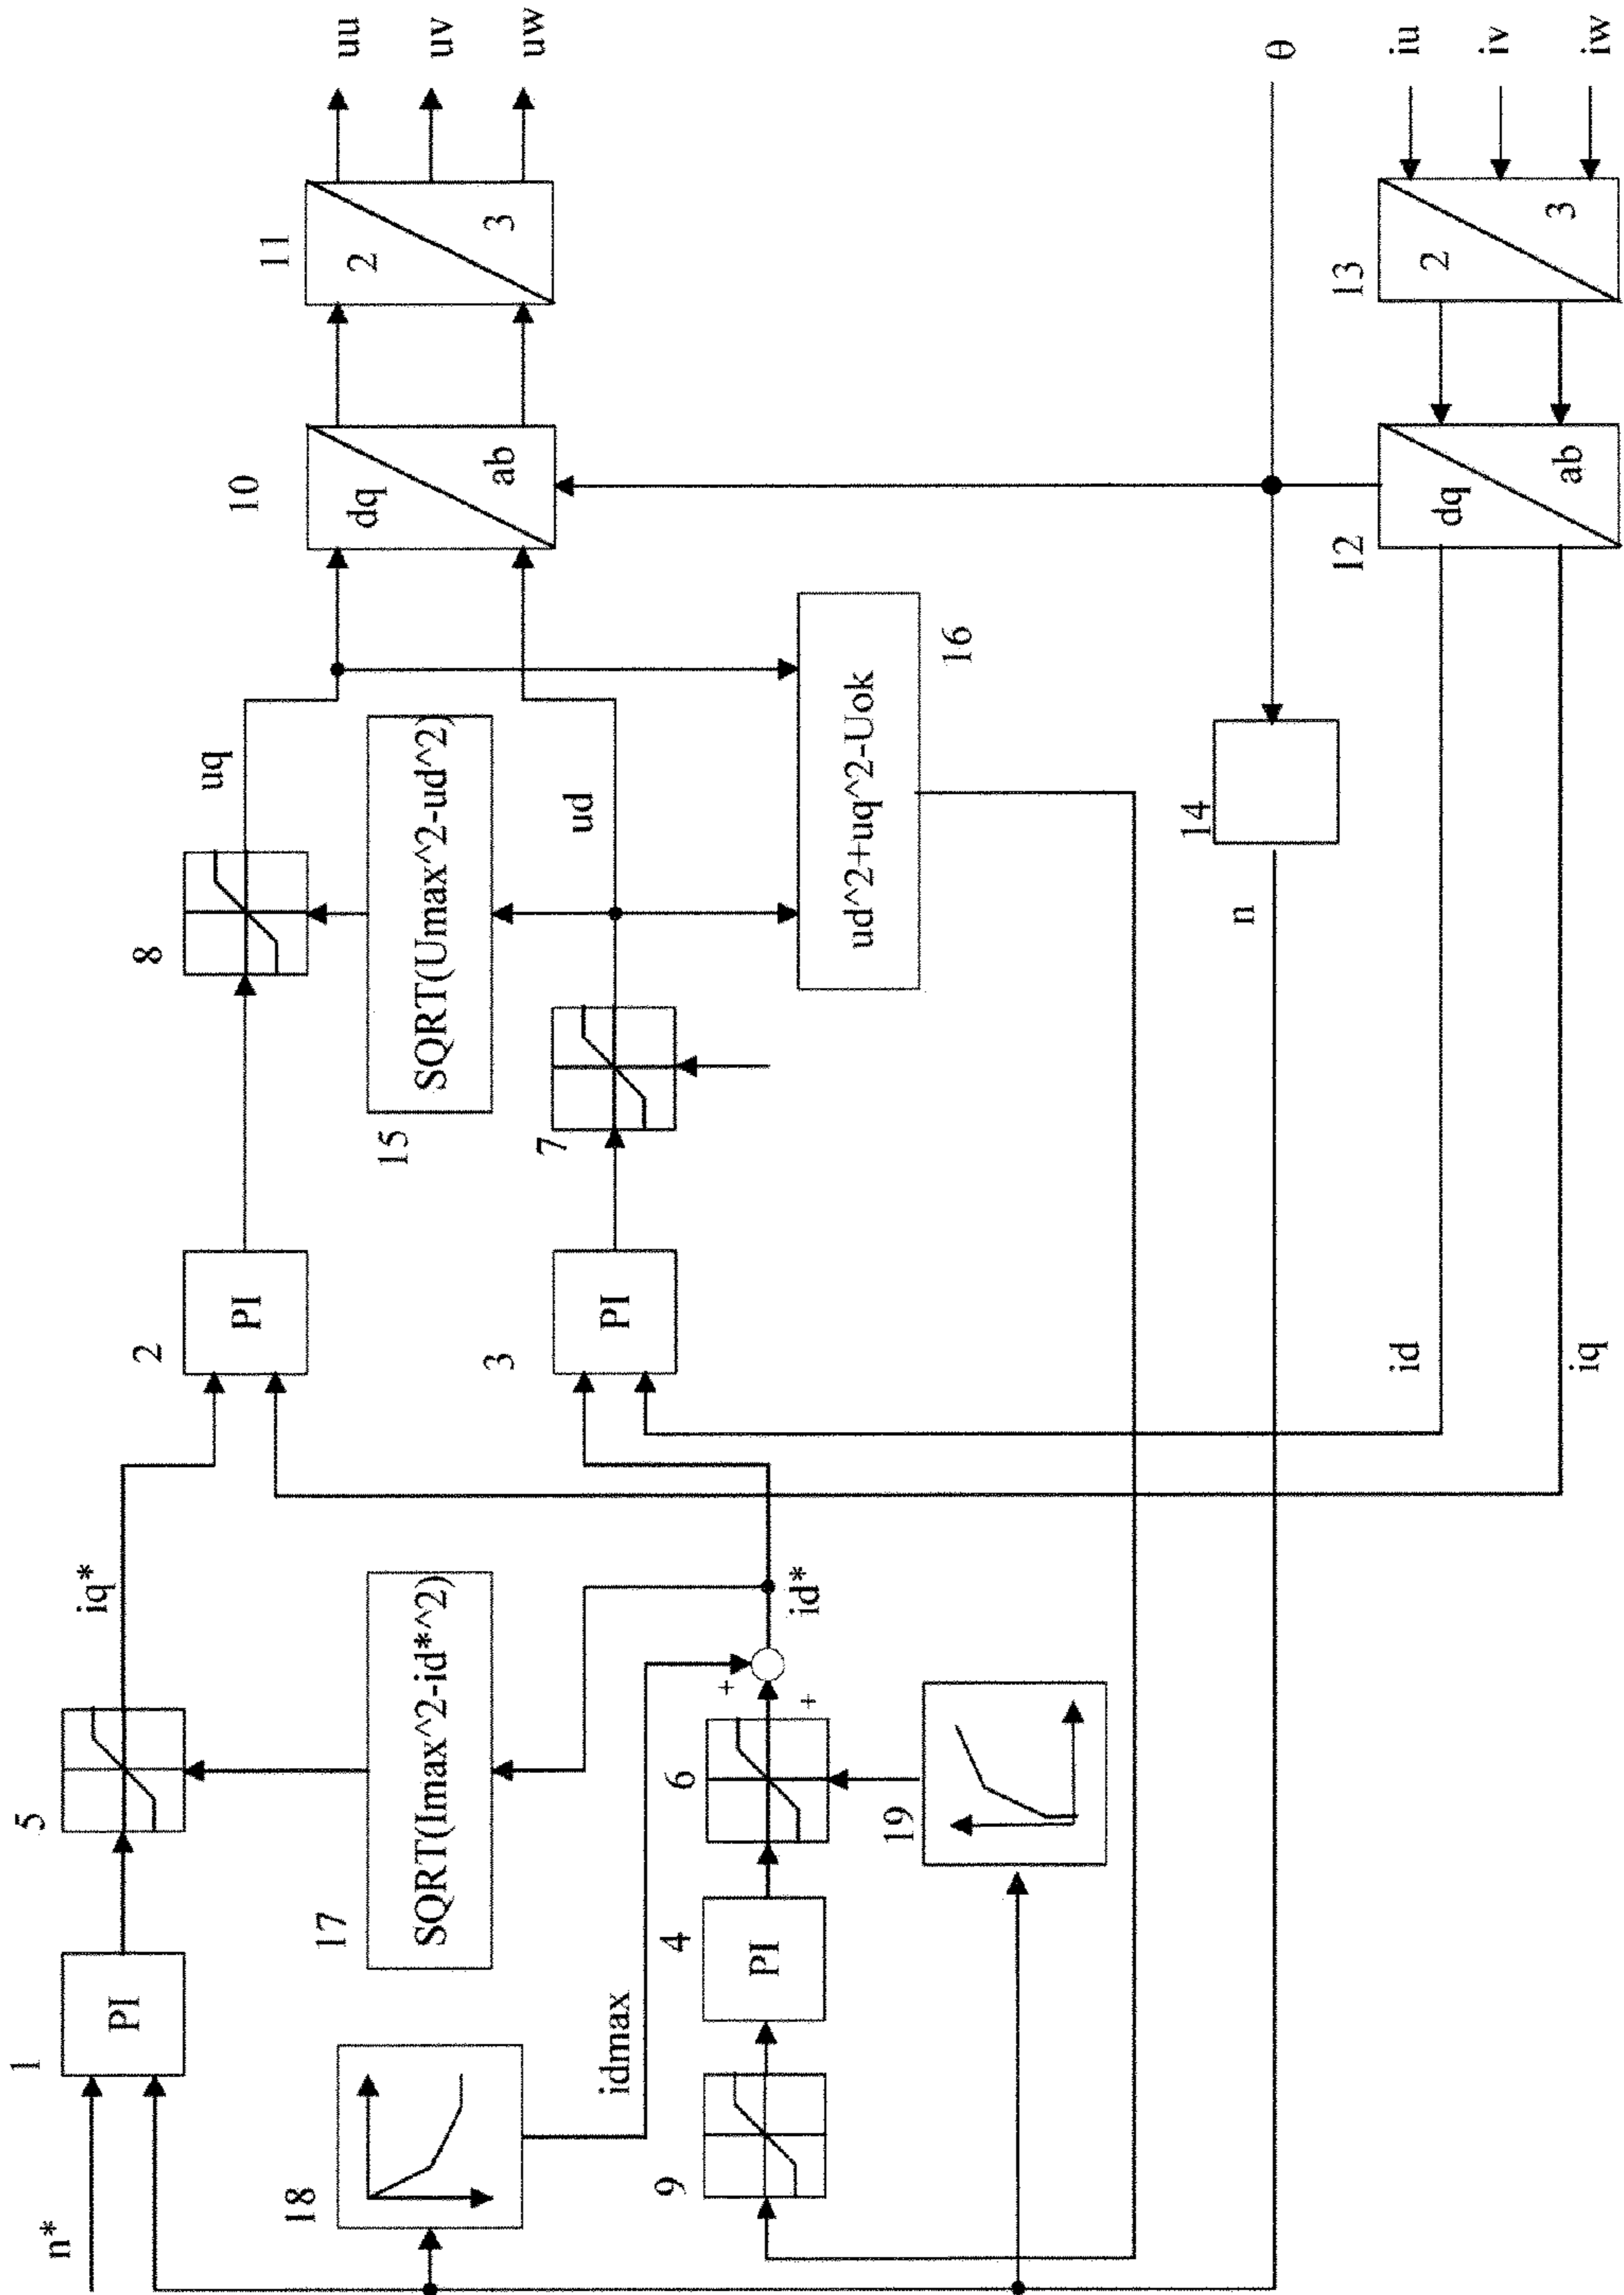 n*
1
PI
5
iq*
2
PI
8
uq
10
dq
ab
11
2
3
uu
uv
uw
17
SQRT(Imax^2-id*^2)
15
SQRT(Umax^2-ud^2)
18
idmax
3
PI
7
ud
9
4
PI
6
+
+
id*
19
ud^2+uq^2-Uok
16
14
n
θ
id
iq
12
dq
ab
13
2
3
iu
iv
iw